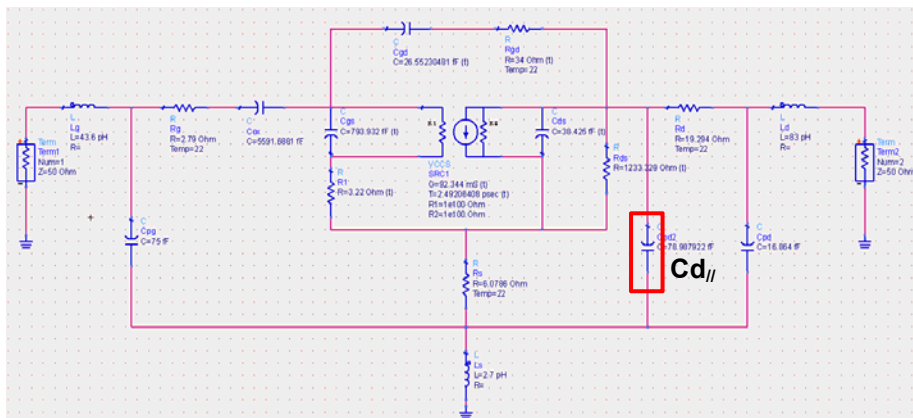 C
Cgd
C=26.55230481 fF (t)
R
Rgd
R=34 Ohm (t)
Temp=22
L
Lg
L=43.6 pH
R=
R
Rg
R=2.79 Ohm
Temp=22
C
Cox
C=5591.6881 fF
C
Cgs
C=793.932 fF (t)
C
Cds
C=38.425 fF (t)
R
Rd
R=19.294 Ohm
Temp=22
L
Ld
L=83 pH
R=
Term
Term1
Num=1
Z=50 Ohm
Term
Term2
Num=2
Z=50 Ohm
R
R1
R=3.22 Ohm (t)
VCCS
SRC1
G=92.344 mS (t)
T=2.49206408 psec (t)
R1=1e100 Ohm
R2=1e100 Ohm
R
Rds
R=1233.329 Ohm (t)
C
Cpg
C=75 fF
C
Cpd2
C=78.987922 fF
Cd//
C
Cpd
C=16.864 fF
R
Rs
R=6.0786 Ohm
Temp=22
L
Ls
L=2.7 pH
R=